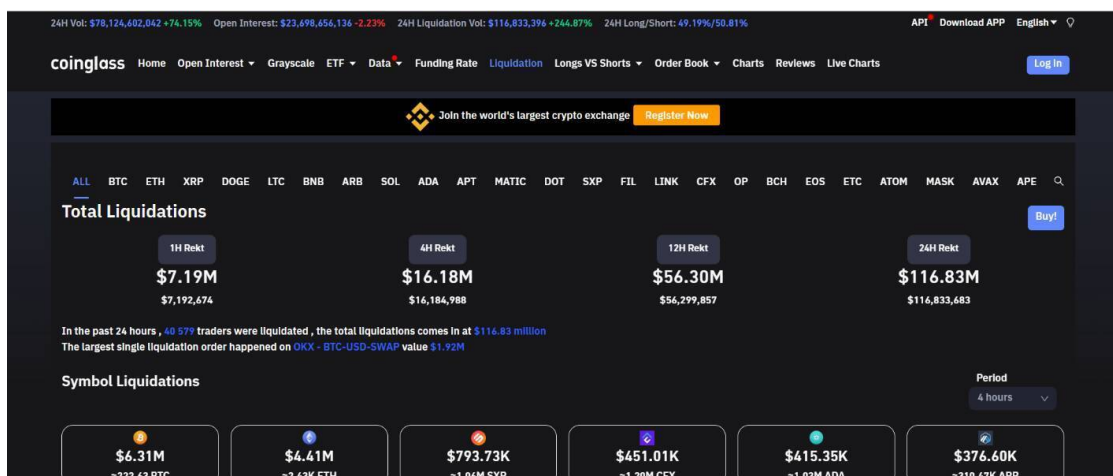 24H Vol: $78,124,602,042 +74.15% Open Interest: $23,698,656,136 -2.23% 24H Liquidation Vol: $116,833,396 +244.87% 24H Long/Short: 49.19%/50.81% API Download APP English
coinglass Home Open Interest Grayscale ETF Data Funding Rate Liquidation Longs VS Shorts Order Book Charts Reviews Live Charts Log In
Join the world's largest crypto exchange Register Now
ALL BTC ETH XRP DOGE LTC BNB ARB SOL ADA APT MATIC DOT SXP FIL LINK CFX OP BCH EOS ETC ATOM MASK AVAX APE
Total Liquidations Buy!
1H Rekt 4H Rekt 12H Rekt 24H Rekt
$7.19M $16.18M $56.30M $116.83M
$7,192,674 $16,184,988 $56,299,857 $116,833,683
In the past 24 hours , 40 579 traders were liquidated , the total liquidations comes in at $116.83 million
The largest single liquidation order happened on OKX - BTC-USD-SWAP value $1.92M
Symbol Liquidations Period
4 hours
$6.31M $4.41M $793.73K $451.01K $415.35K $376.60K